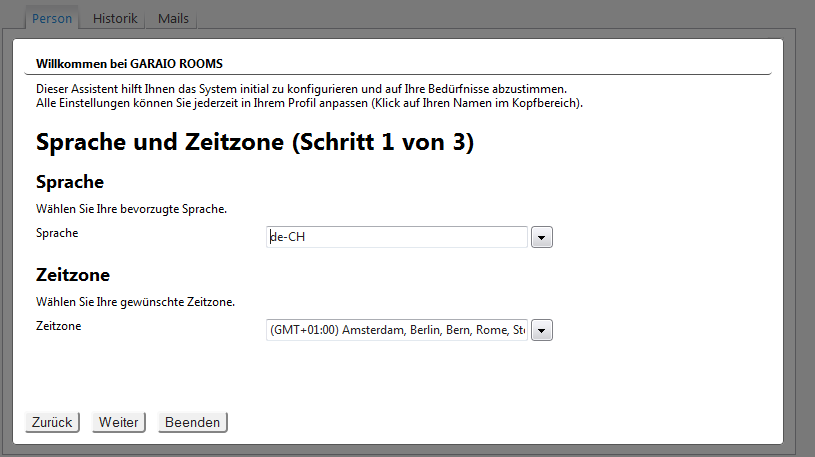 Person Historik Mails
Willkommen bei GARAIO ROOMS
Dieser Assistent hilft Ihnen das System initial zu konfigurieren und auf Ihre Bedürfnisse abzustimmen.
Alle Einstellungen können Sie jederzeit in Ihrem Profil anpassen (Klick auf Ihren Namen im Kopfbereich).
Sprache und Zeitzone (Schritt 1 von 3)
Sprache
Wählen Sie Ihre bevorzugte Sprache.
Sprache de-CH
Zeitzone
Wählen Sie Ihre gewünschte Zeitzone.
Zeitzone (GMT+01:00) Amsterdam, Berlin, Bern, Rome,
Zurück Weiter Beenden